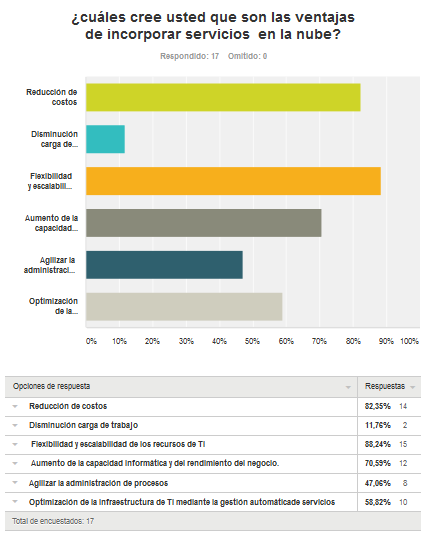 ¿cuáles cree usted que son las ventajas
de incorporar servicios en la nube?
Respondido: 17 Omitido: 6
Reducción de
costos
Disminución
carga de...
Flexibilidad
y escalabili...
Aumento de la
capacidad...
Agilizar la
administraci...
Optimización
de la...
0% 10% 20% 30% 40% 50% 60% 70% 80% 90% 100%
Opciones de respuesta Respuestas
Reducción de costos 82,35% 14
Disminución carga de trabajo 11,76% 2
Flexibilidad y escalabilidad de los recursos de TI 88,24% 15
Aumento de la capacidad informática y del rendimiento del negocio. 70,59% 12
Agilizar la administración de procesos 47,06% 8
Optimización de la infraestructura de TI mediante la gestión automáticade servicios 58,82% 10
Total de encuestados: 17